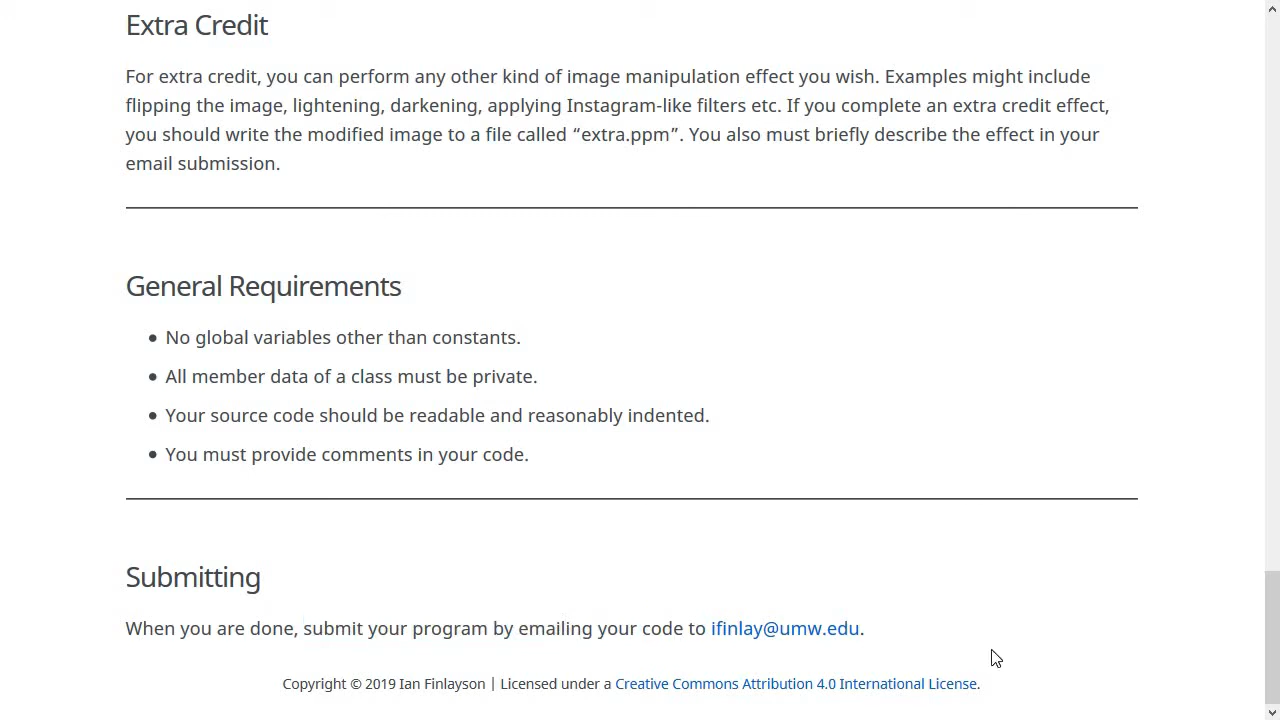 Extra Credit
For extra credit, you can perform any other kind of image manipulation effect you wish. Examples might include
flipping the image, lightening, darkening, applying Instagram-like filters etc. If you complete an extra credit effect,
you should write the modified image to a file called “extra.ppm”. You also must briefly describe the effect in your
email submission.
General Requirements
• No global variables other than constants.
• All member data of a class must be private.
• Your source code should be readable and reasonably indented.
• You must provide comments in your code.
Submitting
When you are done, submit your program by emailing your code to ifinlay@umw.edu.
Copyright © 2019 Ian Finlayson | Licensed under a Creative Commons Attribution 4.0 International License.